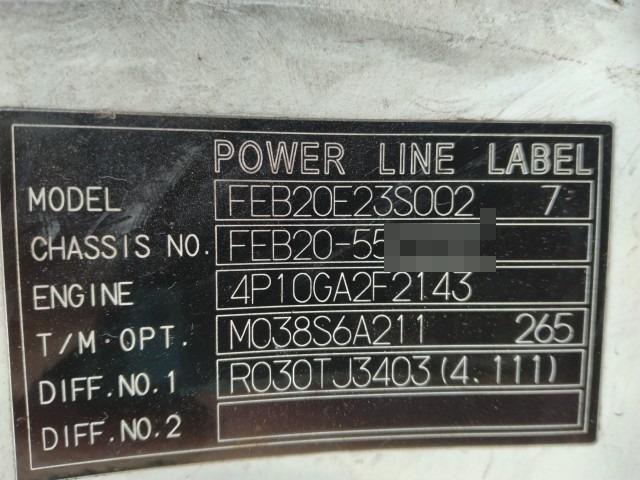 POWER LINE LABEL
MODEL FEB20E23S002 7
CHASSIS NO. FEB20-55
ENGINE 4P10GA2F2143
T/M·OPT. M038S6A211 265
DIFF.NO.1 R030TJ3403(4.111)
DIFF.NO.2